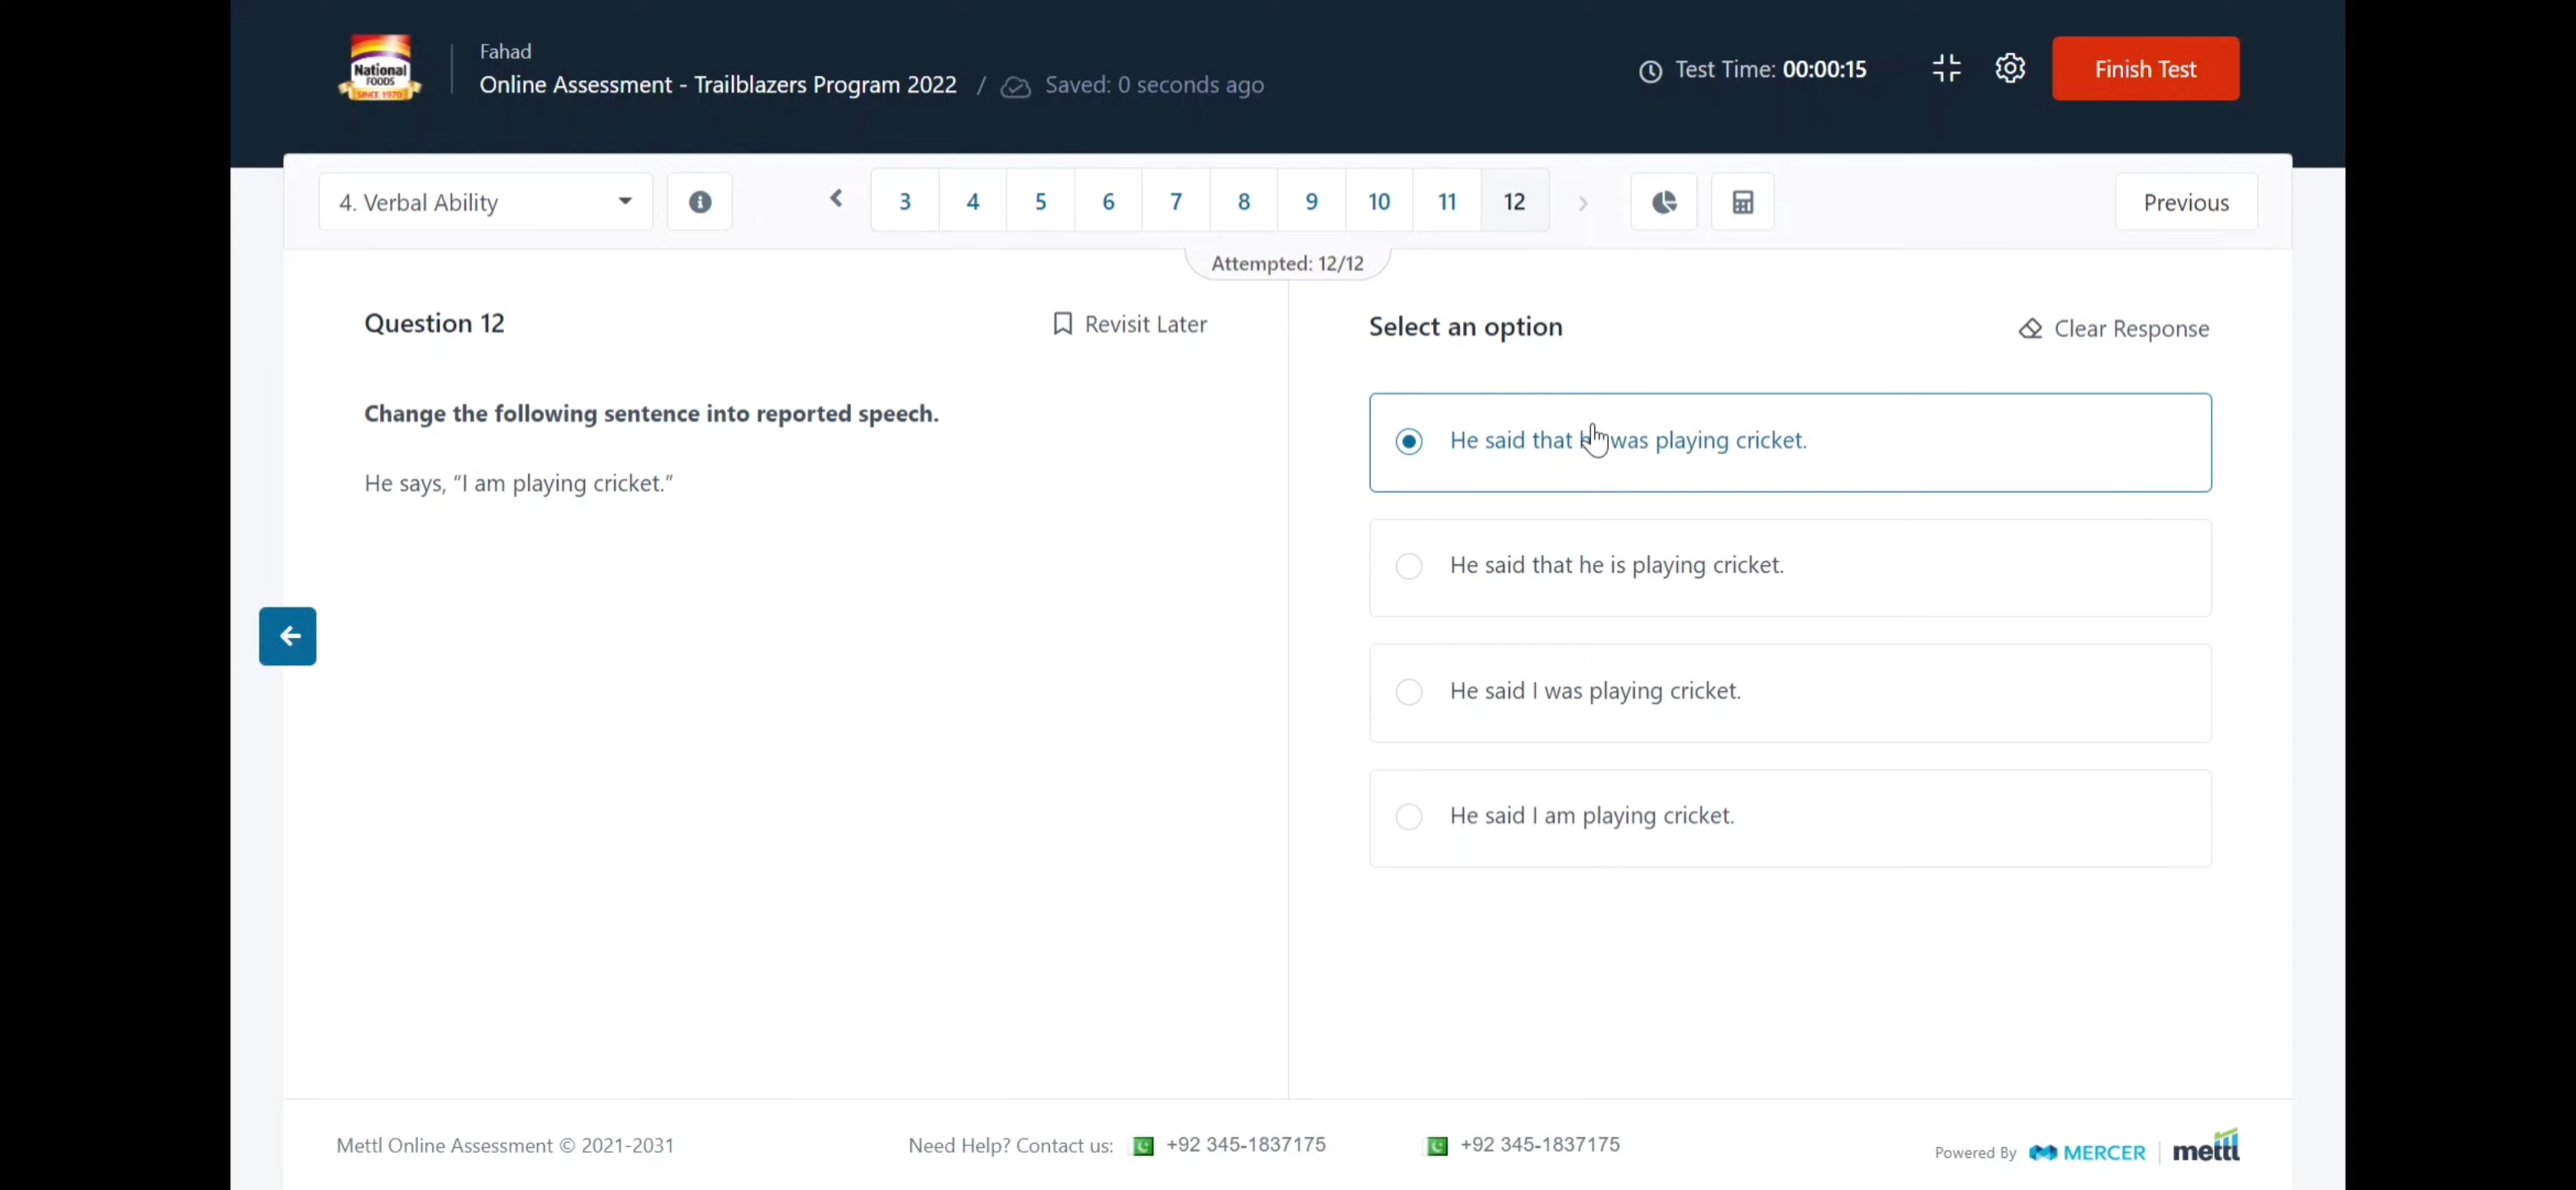 National
FOODS
SINCE 1970
Fahad
Online Assessment - Trailblazers Program 2022 / Saved: 0 seconds ago
Test Time: 00:00:15
Finish Test
4. Verbal Ability
3 4 5 6 7 8 9 10 11 12
Previous
Attempted: 12/12
Question 12
Revisit Later
Change the following sentence into reported speech.
He says, “I am playing cricket.”
Select an option
Clear Response
He said that was playing cricket.
He said that he is playing cricket.
He said I was playing cricket.
He said I am playing cricket.
Mettl Online Assessment © 2021-2031
Need Help? Contact us: +92 345-1837175 +92 345-1837175
Powered By MERCER | mettl